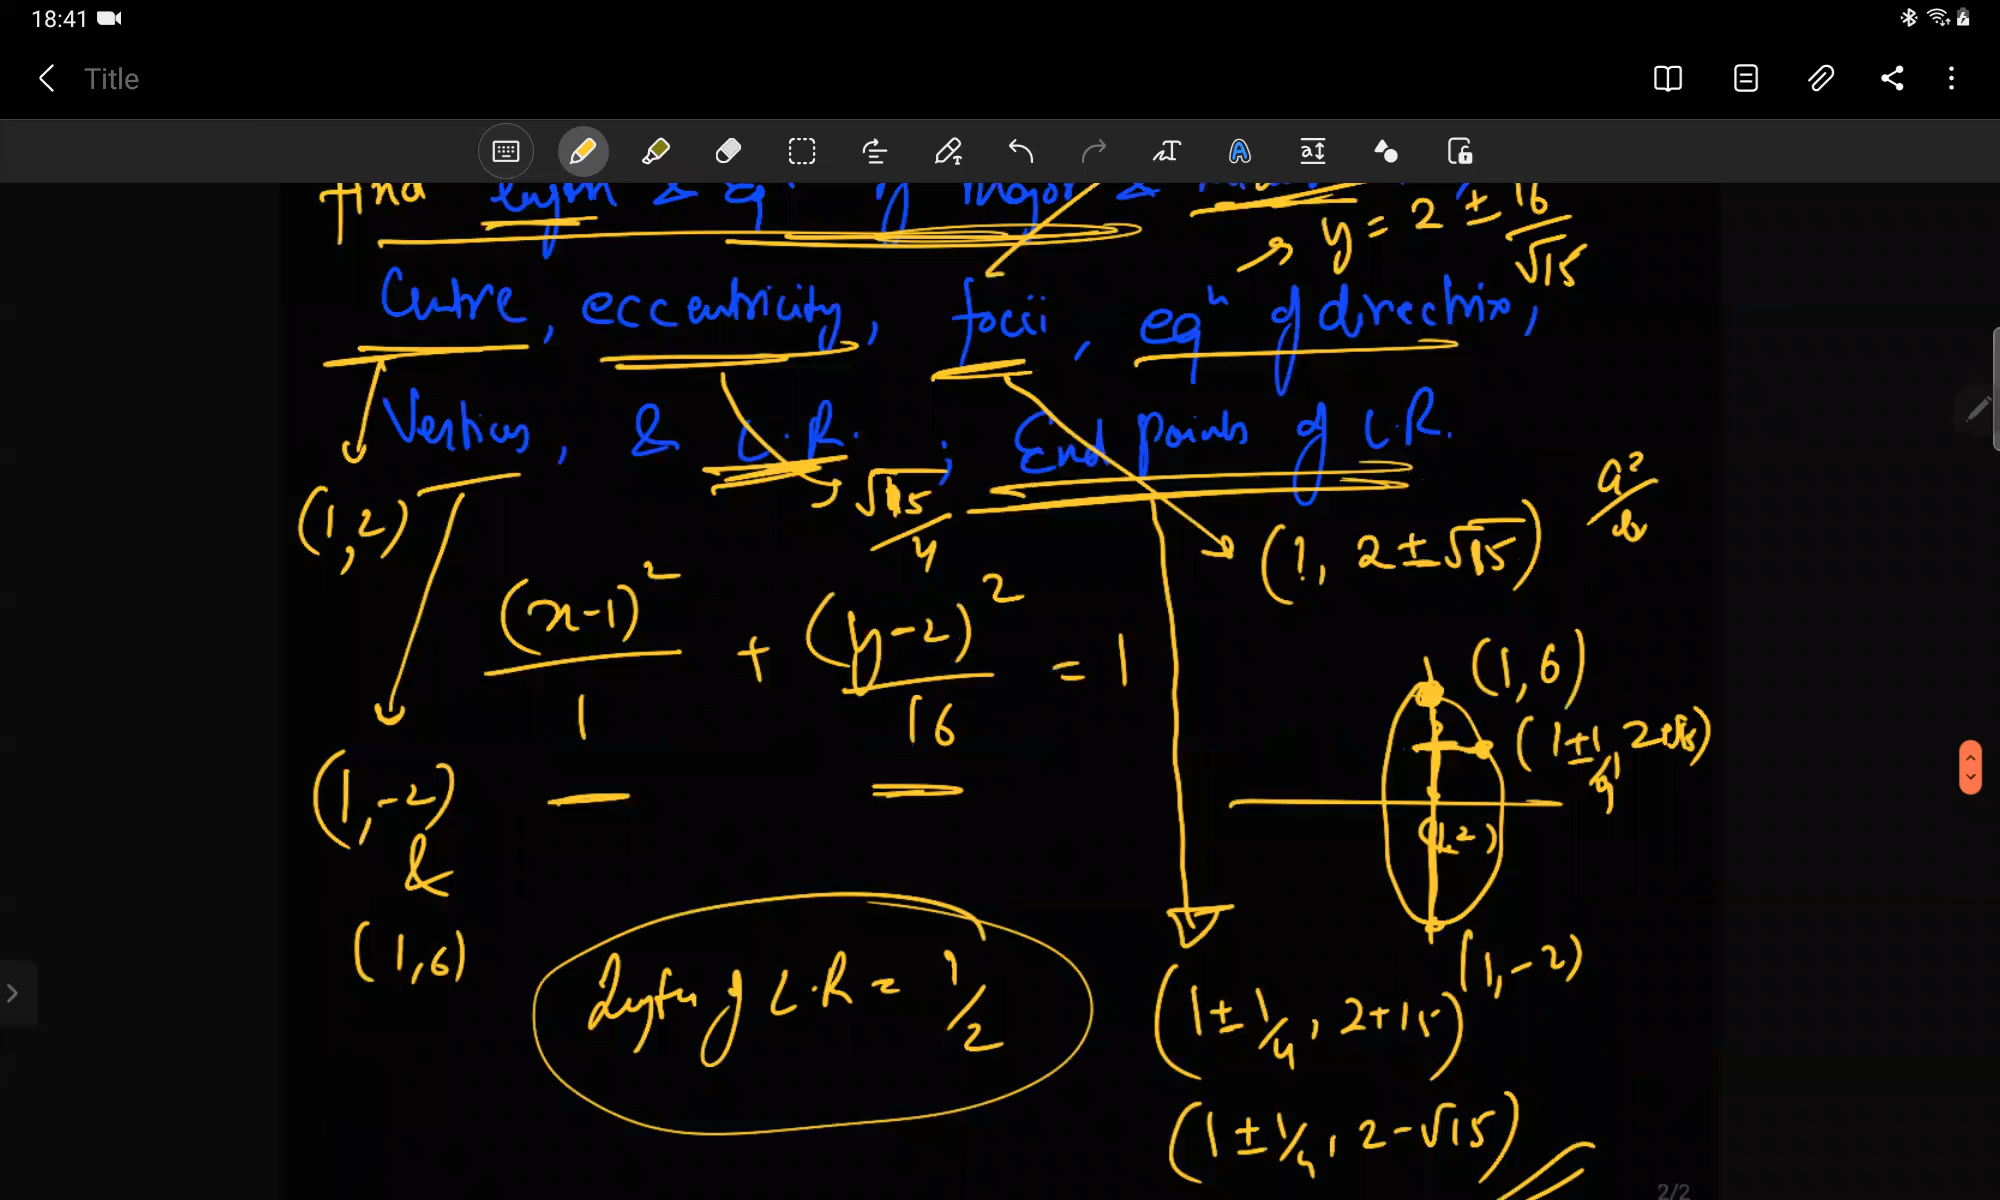 18:41
Title
find length & eqⁿ of major &
y = 2 ± 16/√15
Centre, eccentricity, focii, eqⁿ of directrix,
Vertices, & L.R. ; End points of L.R.
(1,2)
√15/4
(1, 2±√15)
(x-1)²/1 + (y-2)²/16 = 1
(1,6)
(1±1/4, 2+√15)
(1,2)
(1,-2)
(1,-2)
&
(1,6)
Length of L.R = 1/2
(1±1/4, 2+√15)
(1±1/4, 2-√15)
2/2